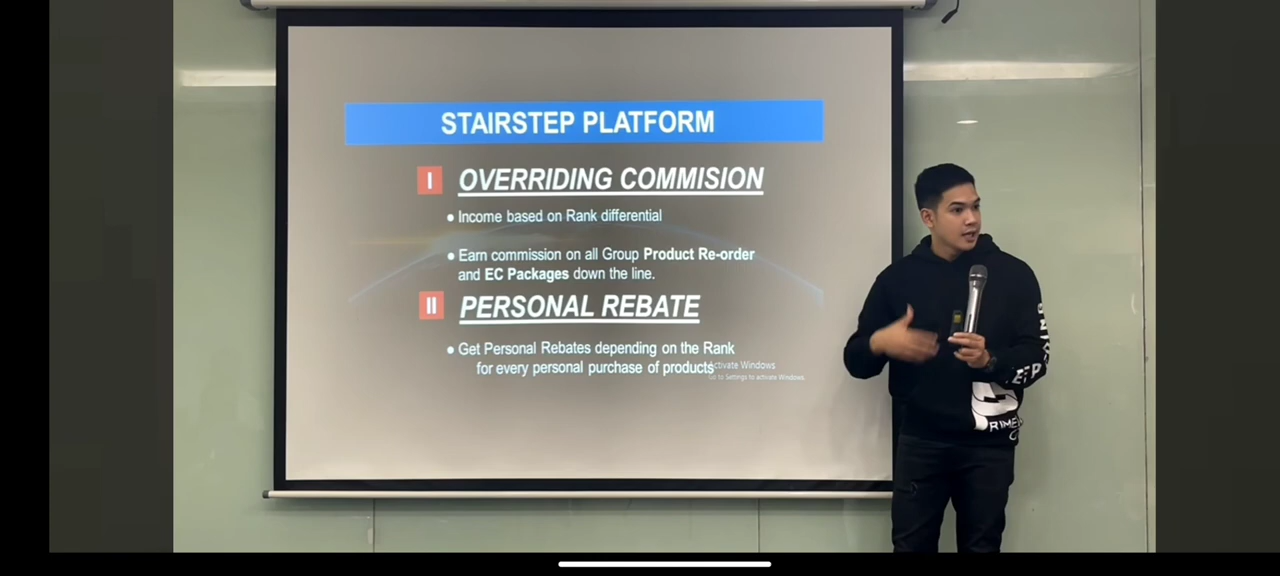 STAIRSTEP PLATFORM
I OVERRIDING COMMISION
• Income based on Rank differential
• Earn commission on all Group Product Re-order
and EC Packages down the line.
II PERSONAL REBATE
• Get Personal Rebates depending on the Rank
for every personal purchase of products
Activate Windows
Go to Settings to activate Windows.